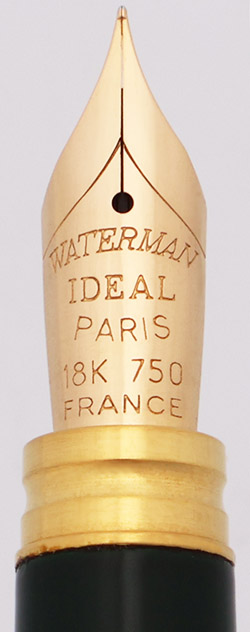 WATERMAN
IDEAL
PARIS
18K 750
FRANCE